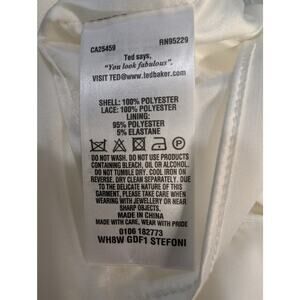 CA25459 RN95229
Ted says,
"You look fabulous".
VISIT TED@www.tedbaker.com
SHELL: 100% POLYESTER
LACE: 100% POLYESTER
LINING:
95% POLYESTER
5% ELASTANE
DO NOT WASH. DO NOT USE PRODUCTS
CONTAINING BLEACH, OIL OR ALCOHOL.
DO NOT TUMBLE DRY. COOL IRON ON
REVERSE. DRY CLEAN SEPARATELY. DUE
TO THE DELICATE NATURE OF THIS
GARMENT, PLEASE TAKE CARE WHEN
WEARING WITH JEWELLERY OR NEAR
SHARP OBJECTS.
MADE IN CHINA
MADE WITH CARE, WEAR WITH PRIDE
0106 182773
WH8W GDF1 STEFONI